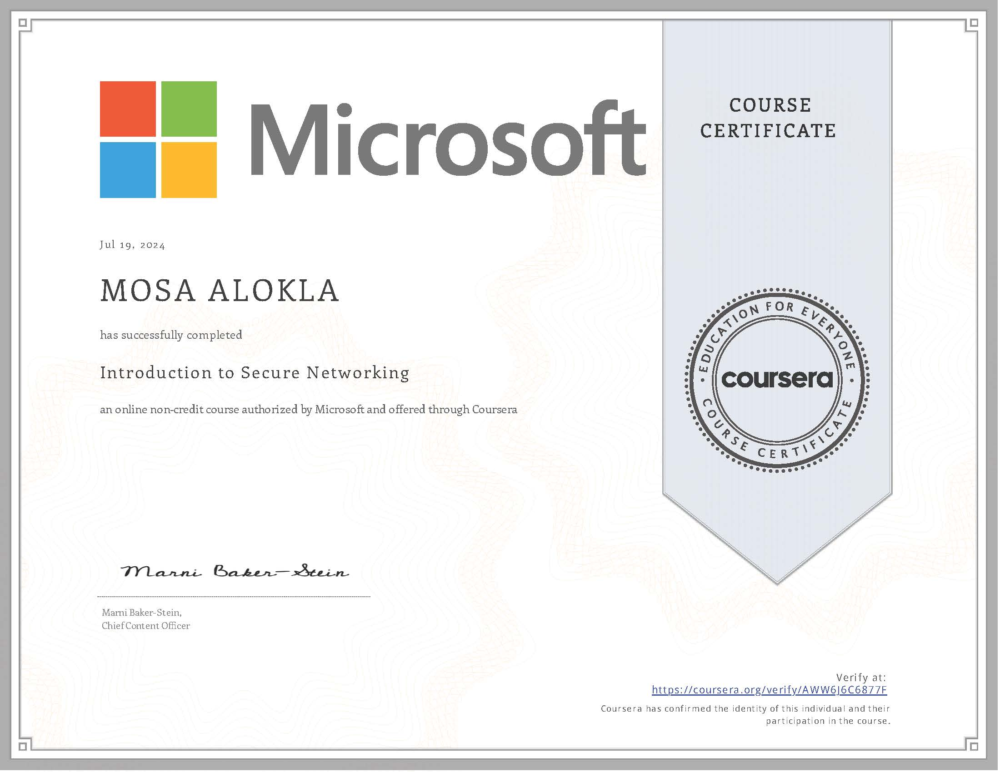 Microsoft
COURSE
CERTIFICATE
Jul 19, 2024
MOSA ALOKLA
has successfully completed
Introduction to Secure Networking
an online non-credit course authorized by Microsoft and offered through Coursera
EDUCATION FOR EVERYONE
coursera
COURSE CERTIFICATE
Marni Baker-Stein
Marni Baker-Stein,
Chief Content Officer
Verify at:
https://coursera.org/verify/AWW6J6C6877F
Coursera has confirmed the identity of this individual and their
participation in the course.